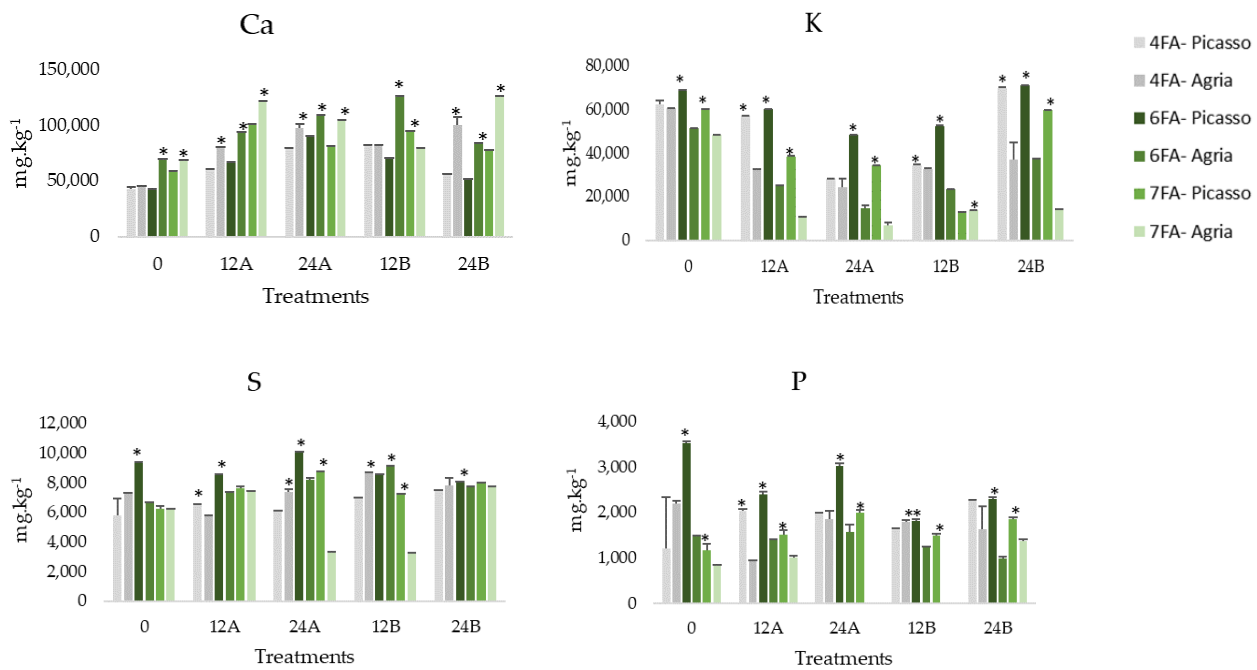 Ca
150,000
100,000
50,000
0
mg.kg-1
* * * * * * * * * * * *
0 12A 24A 12B 24B
Treatments
K
80,000
60,000
40,000
20,000
0
mg.kg-1
* * * * * * * * * * * *
0 12A 24A 12B 24B
Treatments
4FA- Picasso
4FA- Agria
6FA- Picasso
6FA- Agria
7FA- Picasso
7FA- Agria
S
12,000
10,000
8,000
6,000
4,000
2,000
0
mg.kg-1
* * * * * * * * * *
0 12A 24A 12B 24B
Treatments
P
4,000
3,000
2,000
1,000
0
mg.kg-1
* * * * * * * ** * * *
0 12A 24A 12B 24B
Treatments